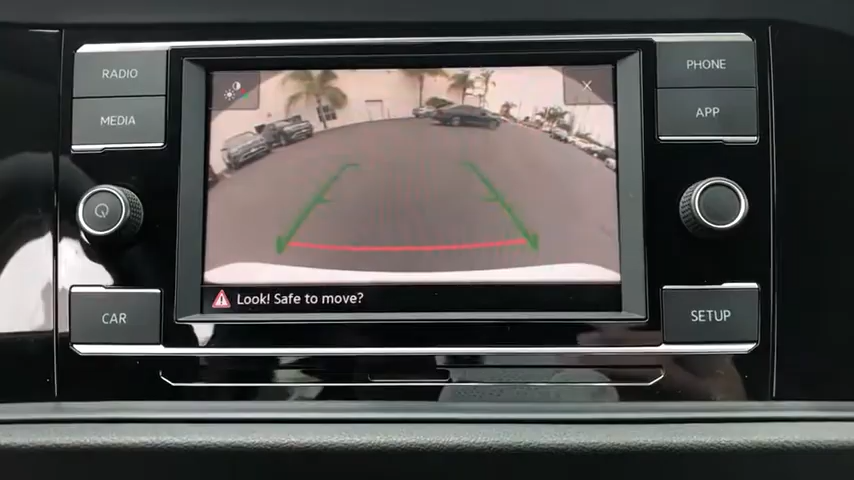 RADIO
MEDIA
PHONE
APP
Look! Safe to move?
CAR
SETUP